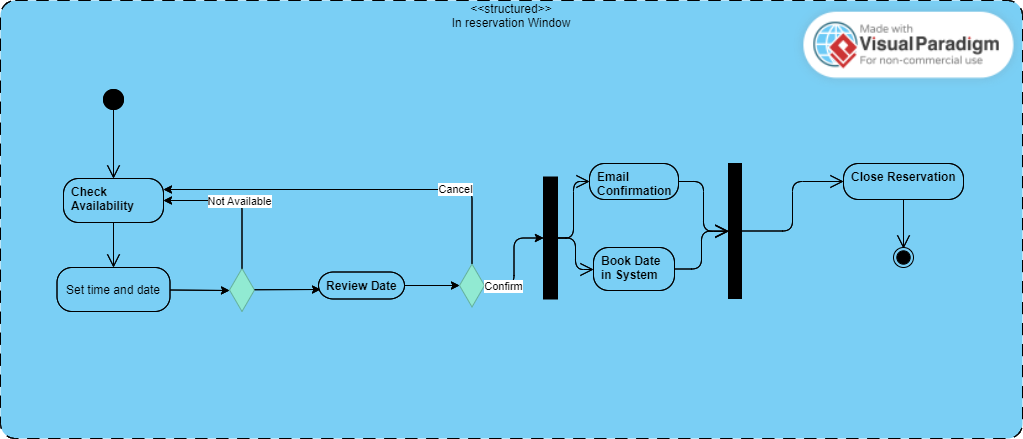 <<structured>>
In reservation Window
Made with
Visual Paradigm
For non-commercial use
Check
Availability
Cancel
Not Available
Email
Confirmation
Close Reservation
Set time and date
Review Date
Confirm
Book Date
in System